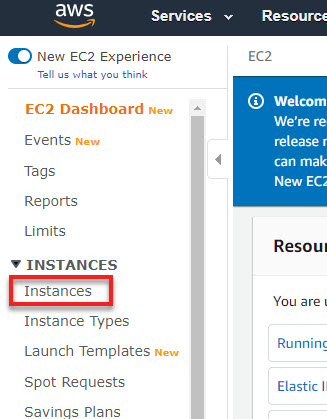 aws
Services
Resource
New EC2 Experience
Tell us what you think
EC2 Dashboard New
Events New
Tags
Reports
Limits
INSTANCES
Instances
Instance Types
Launch Templates New
Spot Requests
Savings Plans
EC2
Welcom
We're re
release n
can mak
New EC2
Resour
You are u
Running
Elastic I